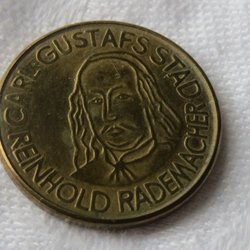 CARL GUSTAFS STAD
REINHOLD RADEMACHER